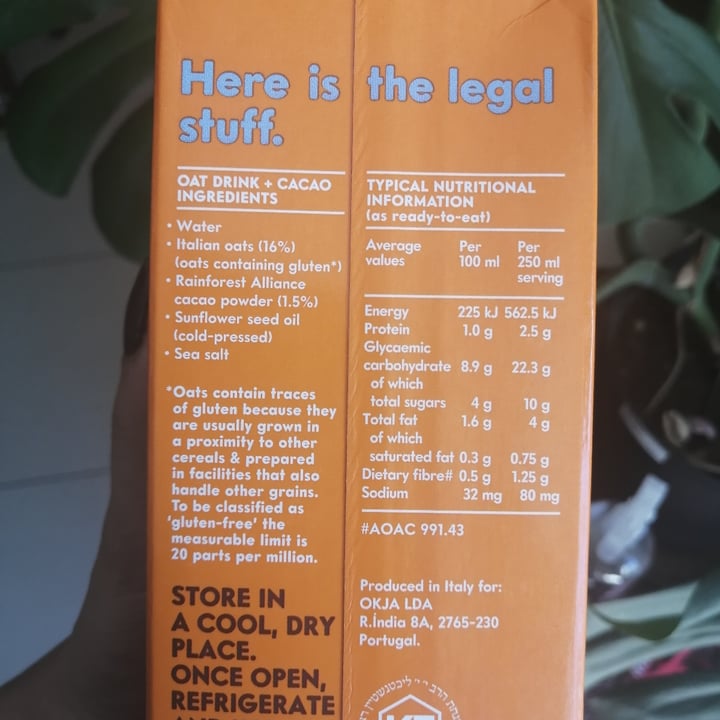 Here is the legal
stuff.
OAT DRINK + CACAO
INGREDIENTS
• Water
• Italian oats (16%)
(oats containing gluten*)
• Rainforest Alliance
cacao powder (1.5%)
• Sunflower seed oil
(cold-pressed)
• Sea salt
*Oats contain traces
of gluten because they
are usually grown in
a proximity to other
cereals & prepared
in facilities that also
handle other grains.
To be classified as
'gluten-free' the
measurable limit is
20 parts per million.
STORE IN
A COOL, DRY
PLACE.
ONCE OPEN,
REFRIGERATE
TYPICAL NUTRITIONAL
INFORMATION
(as ready-to-eat)
Average Per Per
values 100 ml 250 ml
serving
Energy 225 kJ 562.5 kJ
Protein 1.0 g 2.5 g
Glycaemic
carbohydrate 8.9 g 22.3 g
of which
total sugars 4 g 10 g
Total fat 1.6 g 4 g
of which
saturated fat 0.3 g 0.75 g
Dietary fibre# 0.5 g 1.25 g
Sodium 32 mg 80 mg
#AOAC 991.43
Produced in Italy for:
OKJA LDA
R.Índia 8A, 2765-230
Portugal.